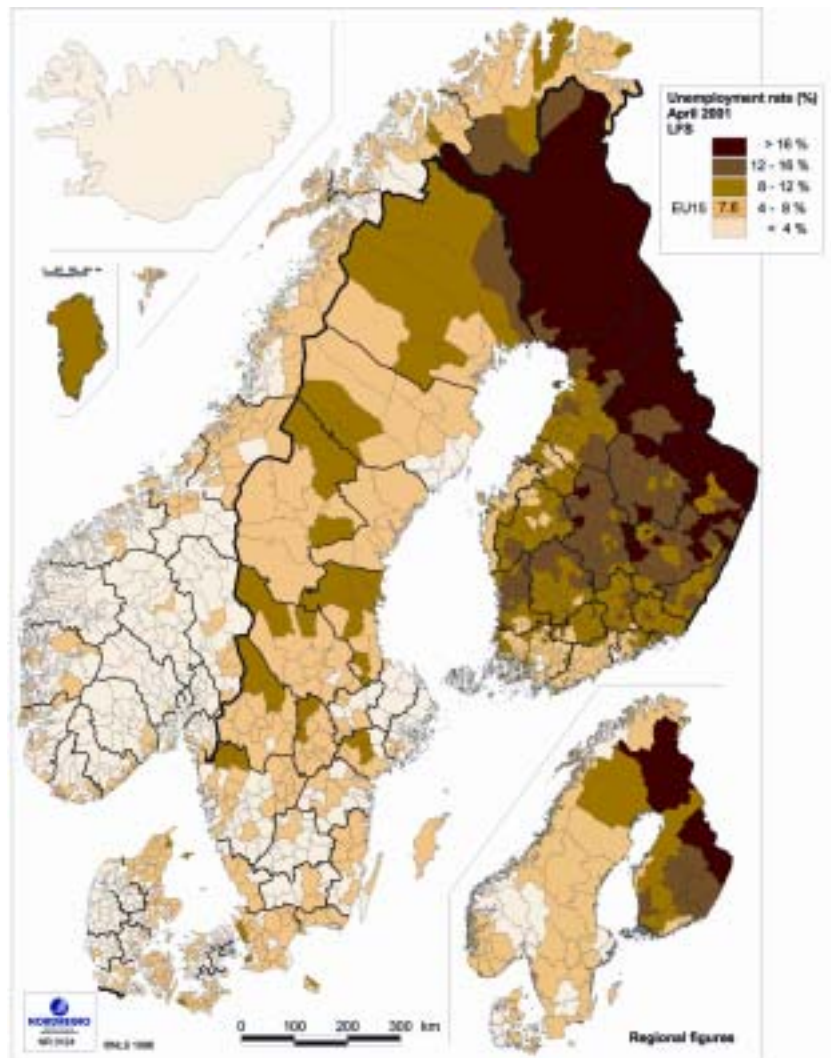 Unemployment rate (%)
April 2001
LFS
> 16 %
12 - 16 %
8 - 12 %
EU15 7.6 4 - 8 %
< 4 %
NORDREGIO
0 100 200 300 km
Regional figures